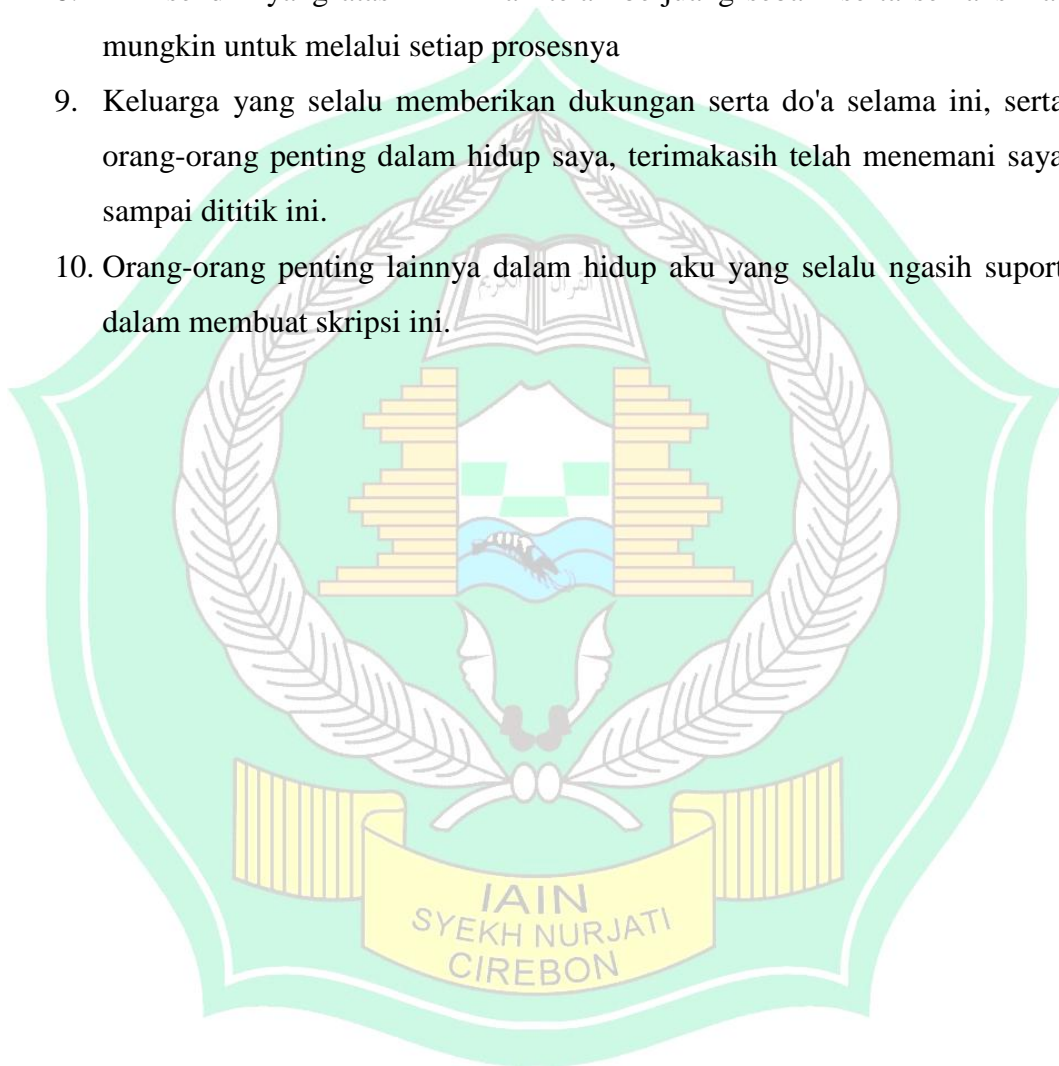 mungkin untuk melalui setiap prosesnya
9. Keluarga yang selalu memberikan dukungan serta do'a selama ini, serta
orang-orang penting dalam hidup saya, terimakasih telah menemani saya
sampai dititik ini.
10. Orang-orang penting lainnya dalam hidup aku yang selalu ngasih suport
dalam membuat skripsi ini.
القرآن الكريم
IAIN
SYEKH NURJATI
CIREBON